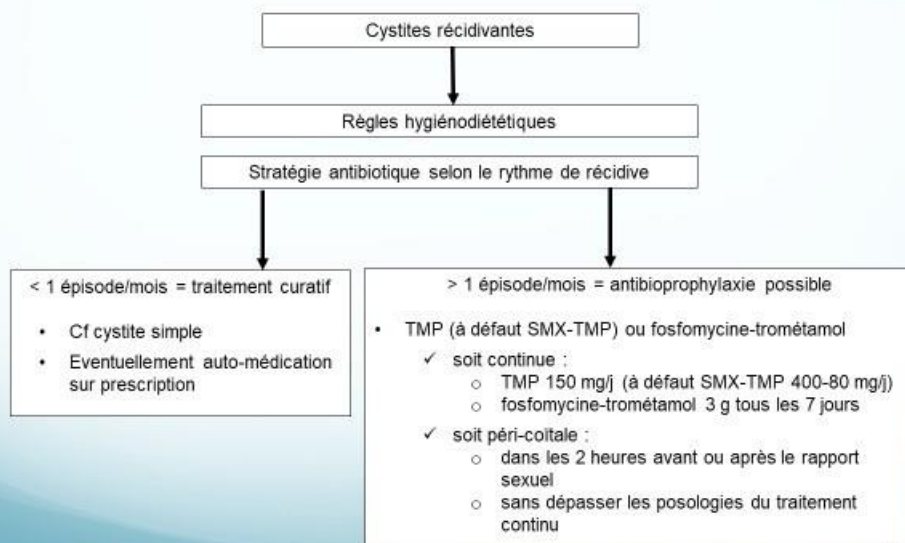 Cystites récidivantes
Règles hygiénodiététiques
Stratégie antibiotique selon le rythme de récidive
< 1 épisode/mois = traitement curatif
• Cf cystite simple
• Eventuellement auto-médication
sur prescription
> 1 épisode/mois = antibioprophylaxie possible
• TMP (à défaut SMX-TMP) ou fosfomycine-trométamol
✓ soit continue :
o TMP 150 mg/j (à défaut SMX-TMP 400-80 mg/j)
o fosfomycine-trométamol 3 g tous les 7 jours
✓ soit péri-coïtale :
o dans les 2 heures avant ou après le rapport
sexuel
o sans dépasser les posologies du traitement
continu